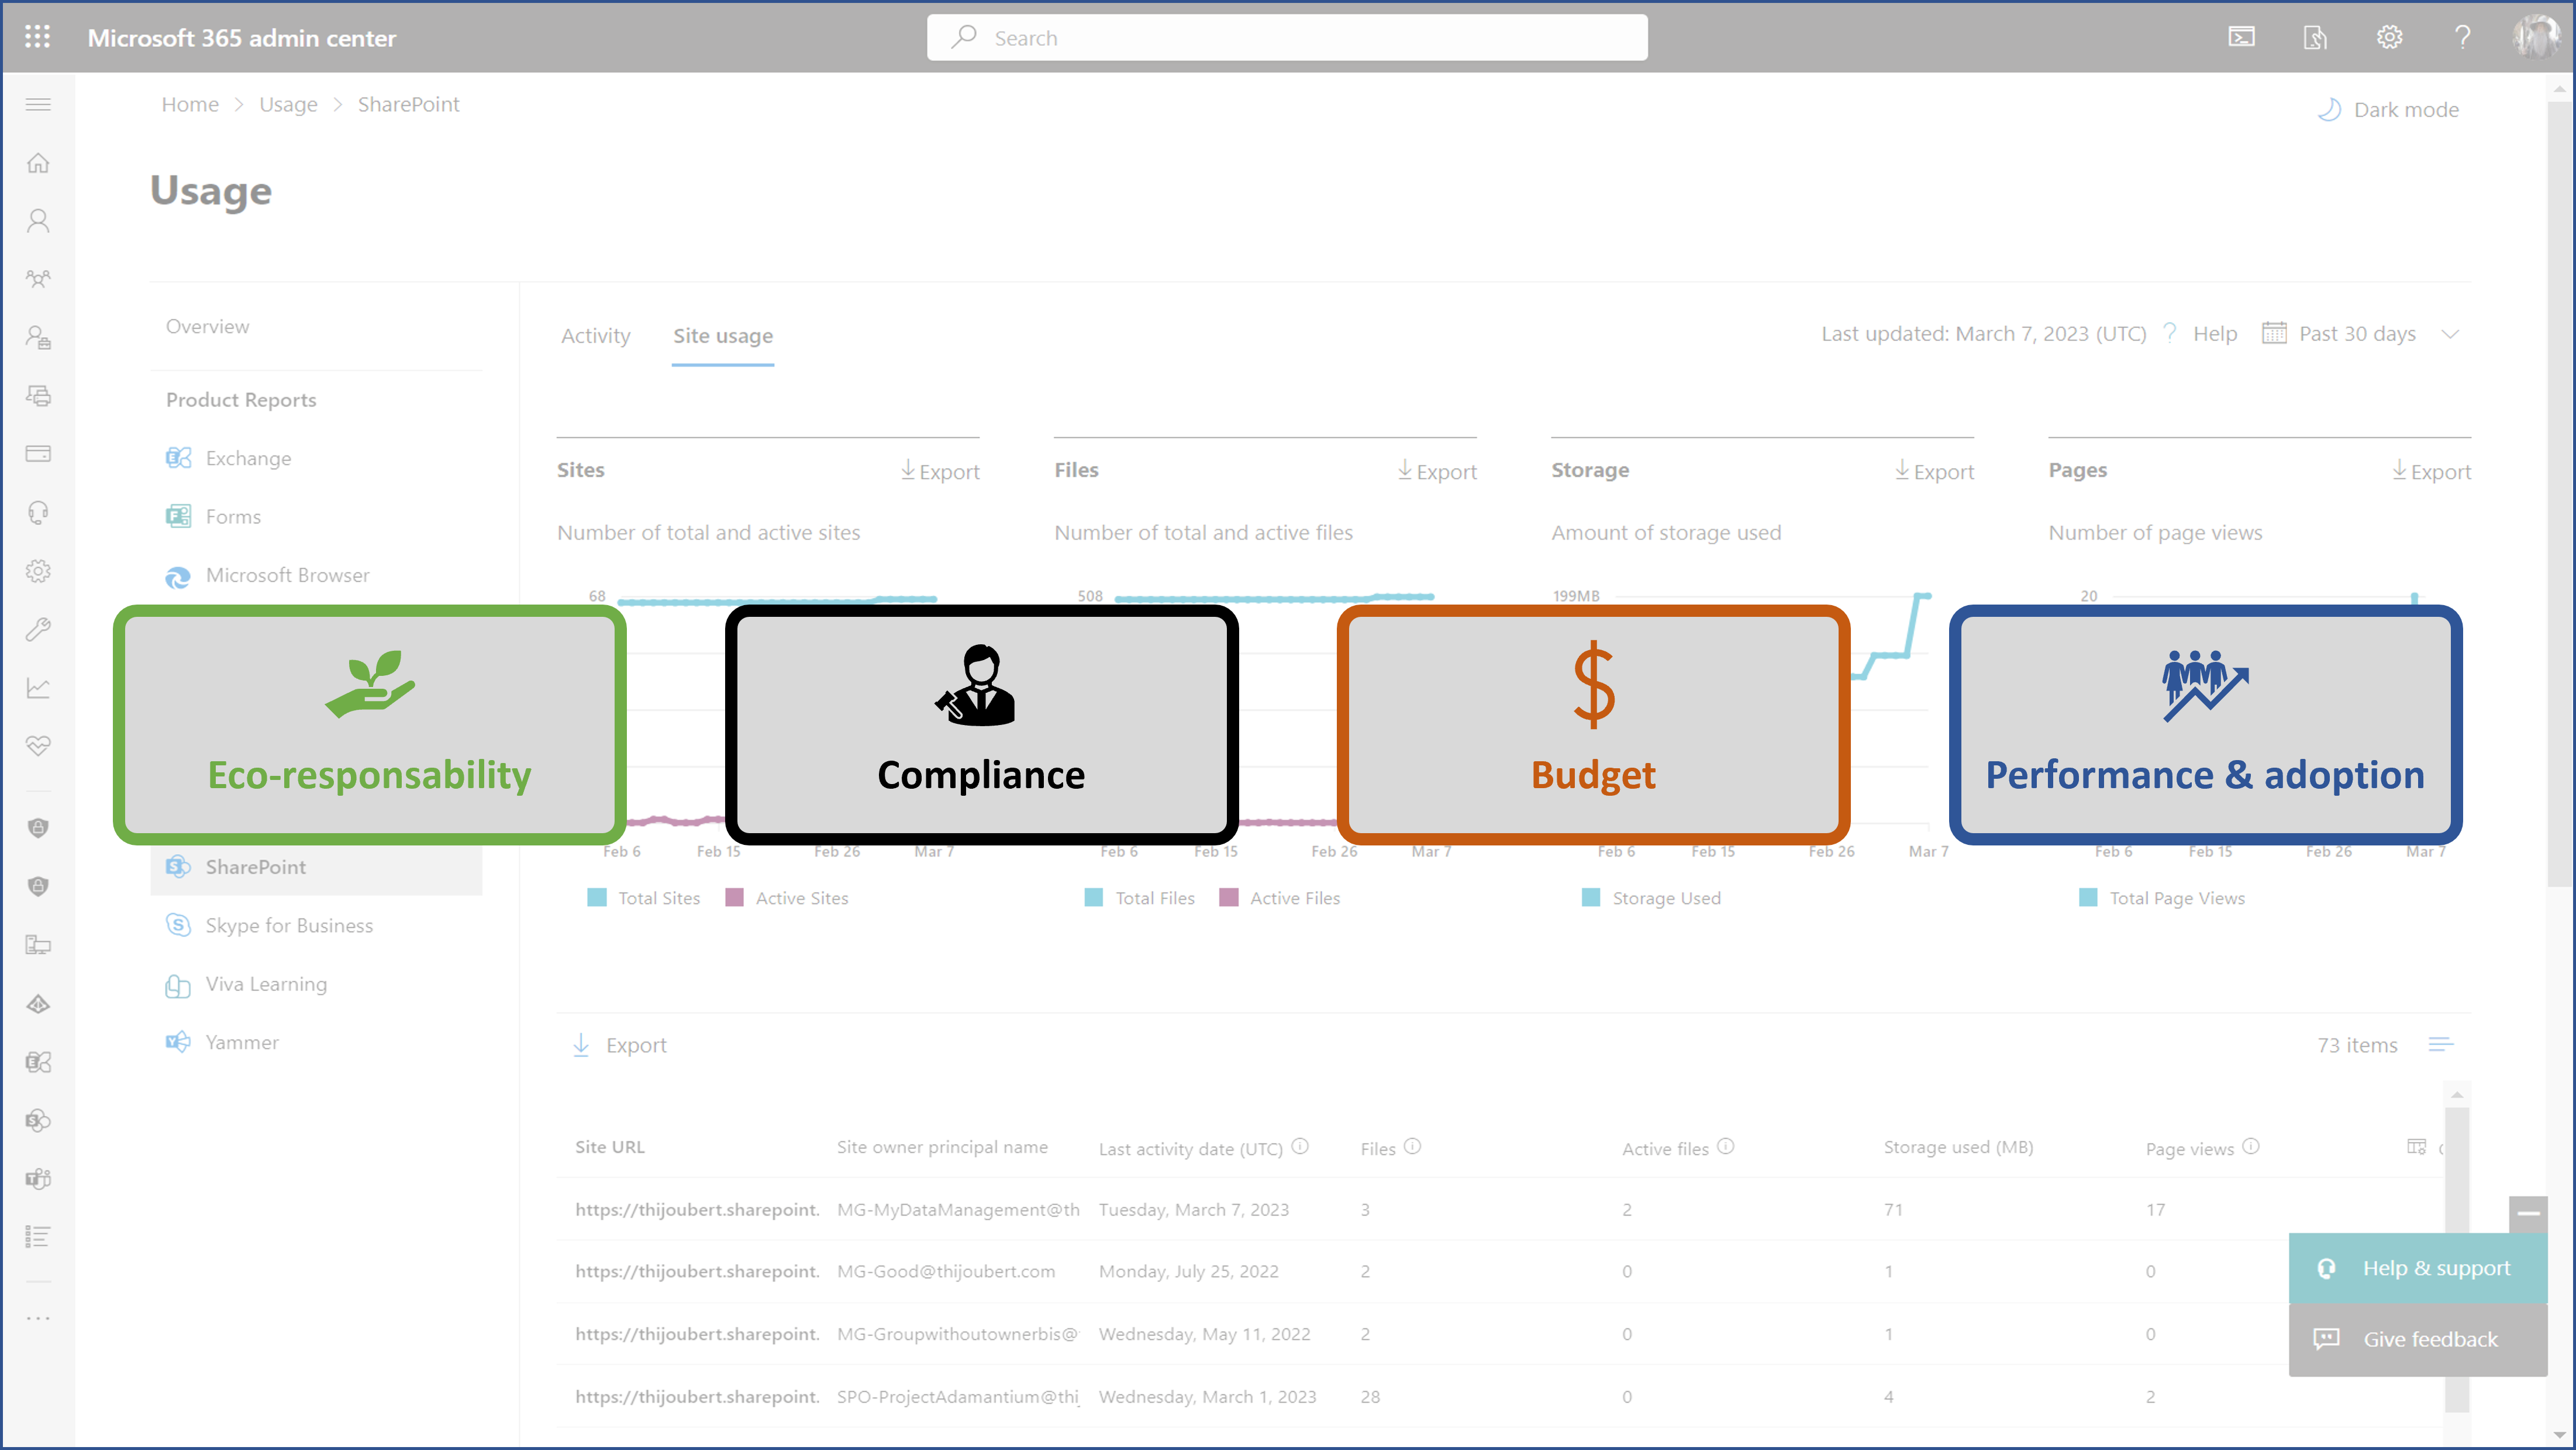 Microsoft 365 admin center
Search
Home > Usage > SharePoint
Dark mode
Usage
Overview
Product Reports
Exchange
Forms
Microsoft Browser
SharePoint
Skype for Business
Viva Learning
Yammer
Activity
Site usage
Last updated: March 7, 2023 (UTC)
? Help
Past 30 days
Sites
Export
Number of total and active sites
68
Feb 6 Feb 15 Feb 26 Mar 7
Total Sites Active Sites
Files
Export
Number of total and active files
508
Feb 6 Feb 15 Feb 26 Mar 7
Total Files Active Files
Storage
Export
Amount of storage used
199MB
Feb 6 Feb 15 Feb 26 Mar 7
Storage Used
Pages
Export
Number of page views
20
Feb 6 Feb 15 Feb 26 Mar 7
Total Page Views
Eco-responsability
Compliance
$
Budget
Performance & adoption
Export
73 items
Site URL Site owner principal name Last activity date (UTC) Files Active files Storage used (MB) Page views
https://thijoubert.sharepoint. MG-MyDataManagement@th Tuesday, March 7, 2023 3 2 71 17
https://thijoubert.sharepoint. MG-Good@thijoubert.com Monday, July 25, 2022 2 0 1 0
https://thijoubert.sharepoint. MG-Groupwithoutownerbis@ Wednesday, May 11, 2022 2 0 1 0
https://thijoubert.sharepoint. SPO-ProjectAdamantium@thi Wednesday, March 1, 2023 28 0 4 2
Help & support
Give feedback